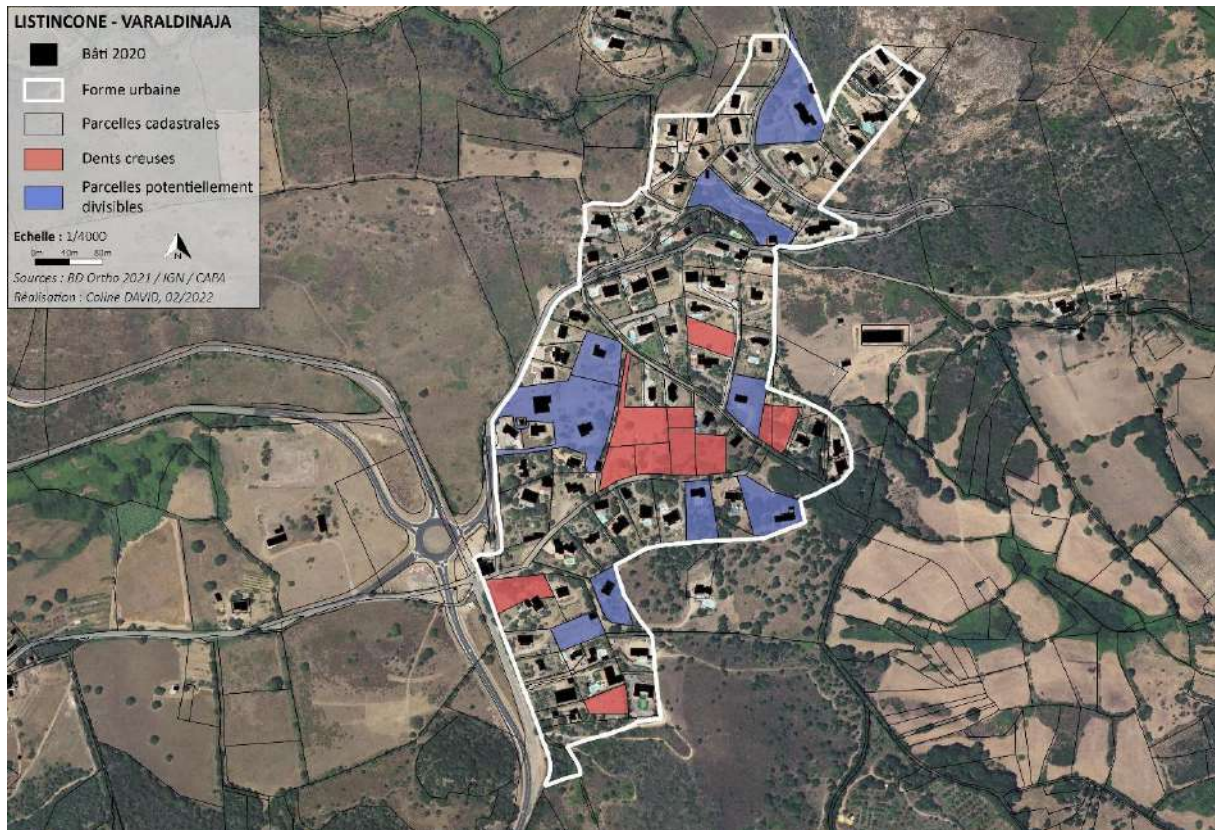 LISTINCONE - VARALDINAJA
Bâti 2020
Forme urbaine
Parcelles cadastrales
Dents creuses
Parcelles potentiellement
divisibles
Echelle : 1/4000
0m 40m 80m
N
Sources : BD Ortho 2021 / IGN / CAPA
Réalisation : Coline DAVID, 02/2022